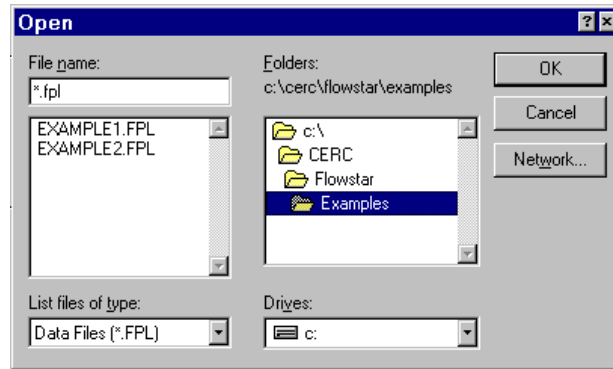 Open
File name:
*.fpl
EXAMPLE1.FPL
EXAMPLE2.FPL
List files of type:
Data Files (*.FPL)
Folders:
c:\cerc\flowstar\examples
c:\
CERC
Flowstar
Examples
Drives:
c:
OK
Cancel
Network...